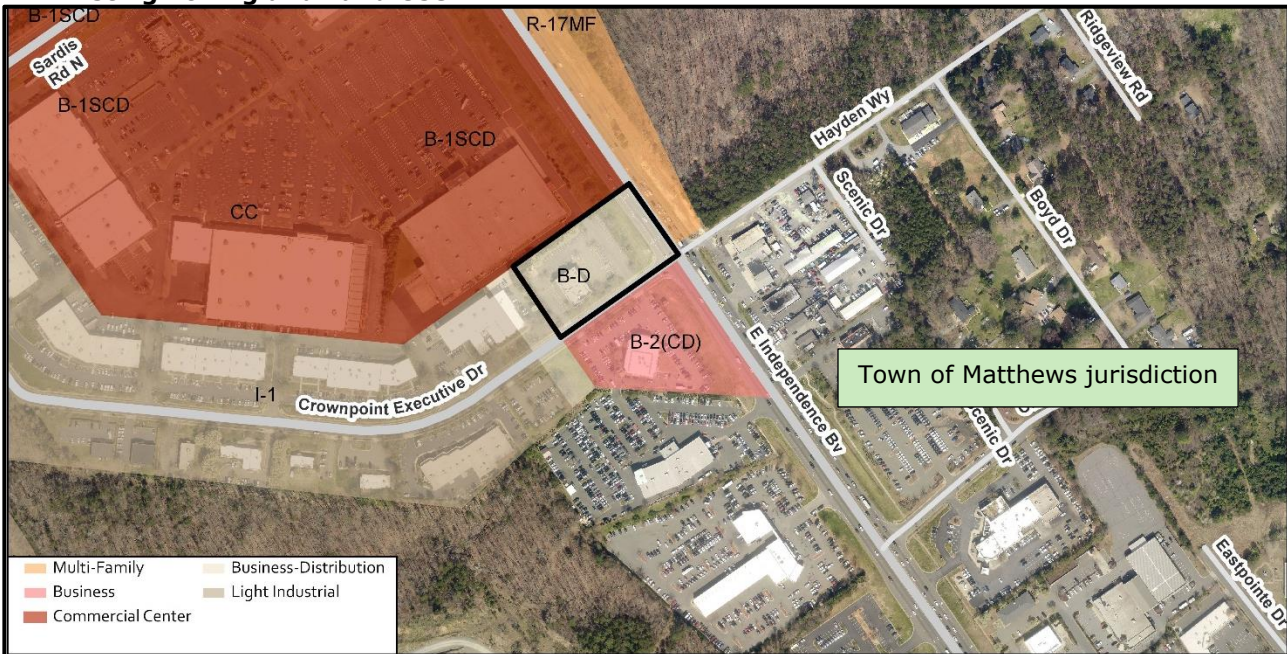 B-1SCD
R-17MF
Ridgeview Rd
Sardis
Rd N
B-1SCD
Hayden Wy
B-1SCD
Scenic Dr
Boyd Dr
CC
B-D
B-2(CD)
E Independence Bv
Town of Matthews jurisdiction
I-1
Crownpoint Executive Dr
cenic Dr
Eastpointe Dr
Multi-Family
Business-Distribution
Business
Light Industrial
Commercial Center